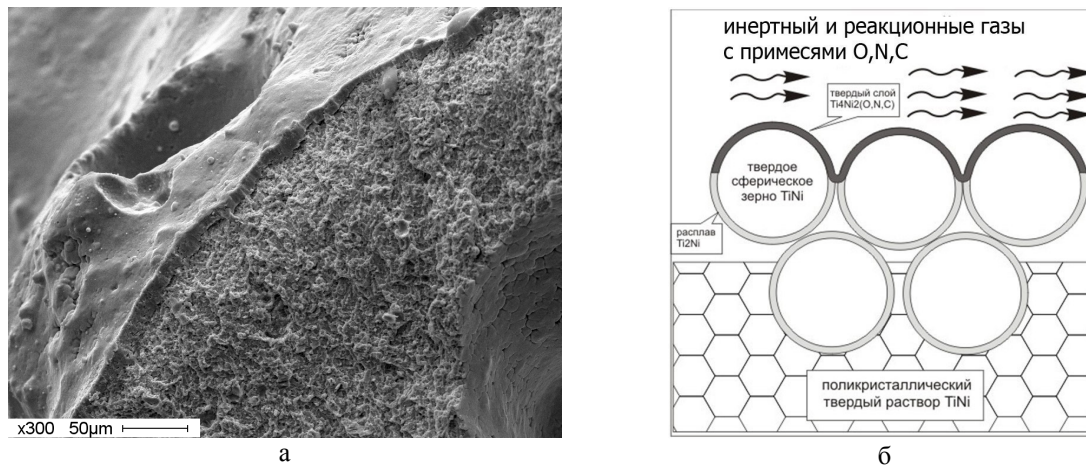 x300 50µm
а
инертный и реакционные газы
с примесями O,N,C
твердый слой
Ti4Ni2(O,N,C)
твердое
сферическое
зерно TiNi
расплав
Ti2Ni
поликристаллический
твердый раствор TiNi
б